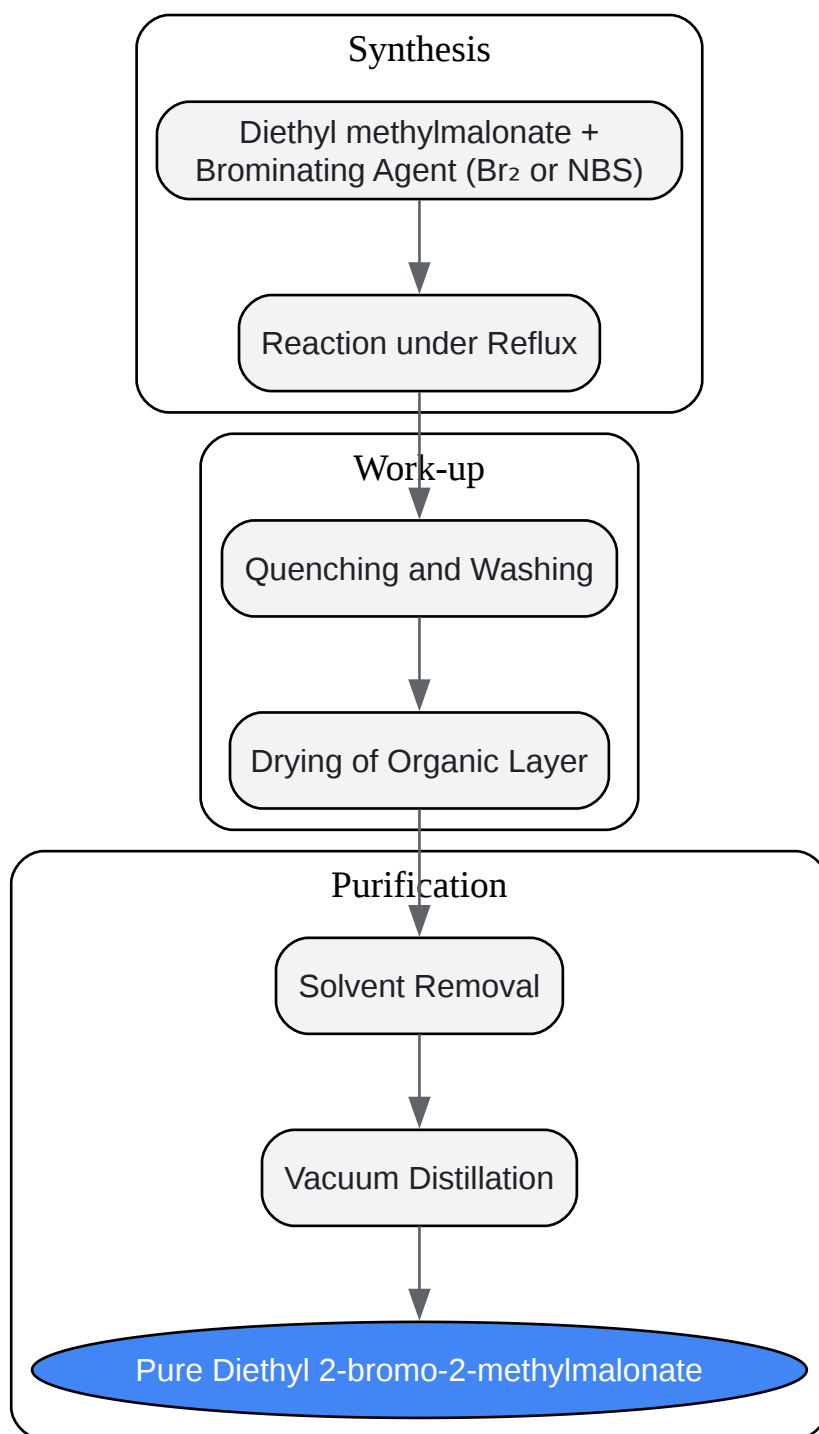 Synthesis
Diethyl methylmalonate +
Brominating Agent (Br₂ or NBS)
Reaction under Reflux
Work-up
Quenching and Washing
Drying of Organic Layer
Purification
Solvent Removal
Vacuum Distillation
Pure Diethyl 2-bromo-2-methylmalonate